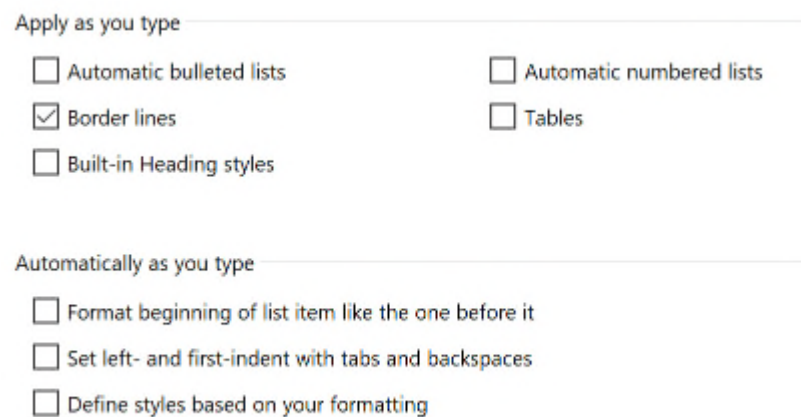 Apply as you type
Automatic bulleted lists Automatic numbered lists
Border lines Tables
Built-in Heading styles
Automatically as you type
Format beginning of list item like the one before it
Set left- and first-indent with tabs and backspaces
Define styles based on your formatting